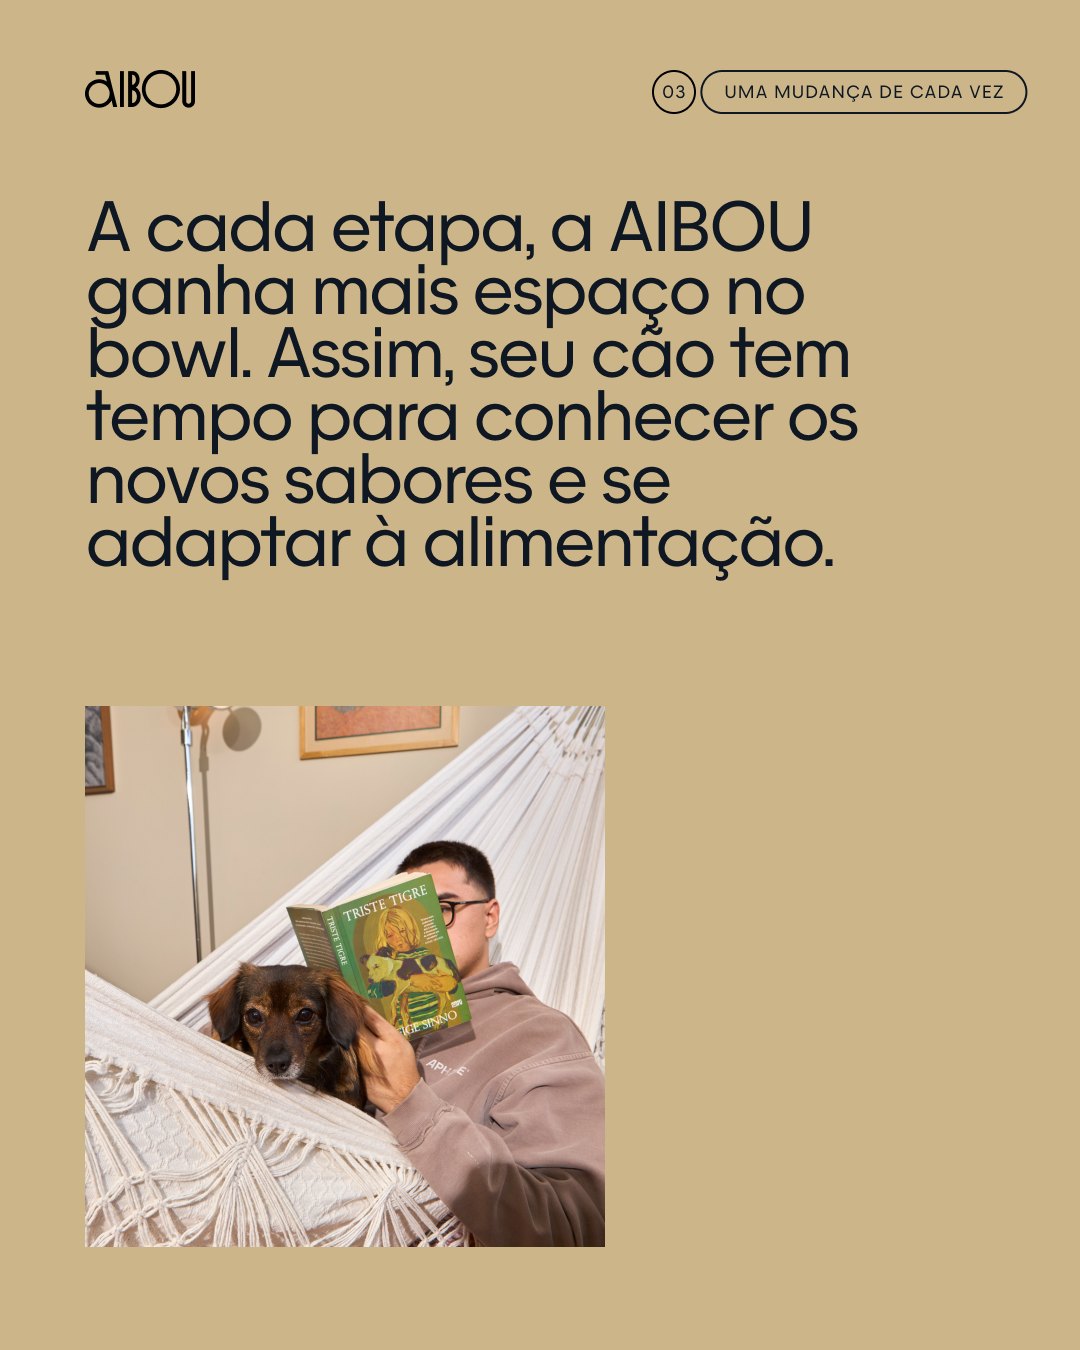 AIBOU
03 UMA MUDANÇA DE CADA VEZ
A cada etapa, a AIBOU
ganha mais espaço no
bowl. Assim, seu cão tem
tempo para conhecer os
novos sabores e se
adaptar à alimentação.
TRISTE TIGRE
TRISTE TIGRE
SINNO